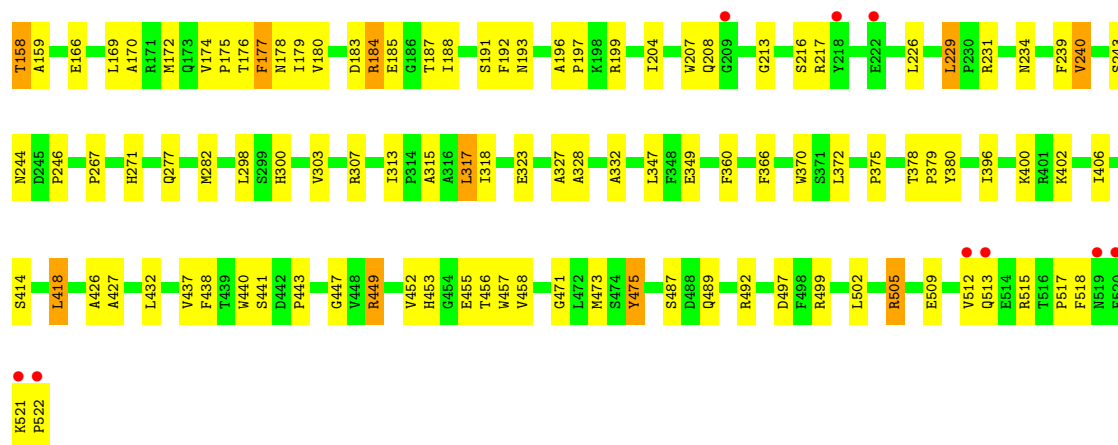 T158 A159 E166 L169 A170 R171 M172 Q173 V174 P175 T176 F177 N178 I179 V180 D183 R184 E185 G186 T187 I188 S191 F192 N193 A196 P197 K198 R199 I204 W207 Q208 G209 G213 S216 R217 Y218 E222 L226 L229 P230 R231 N234 F239 V240 S243
N244 D245 P246 P267 H271 Q277 M282 L298 S299 H300 V303 R307 I313 P314 A315 A316 L317 I318 E323 A327 A328 A332 L347 F348 E349 F360 F366 W370 S371 L372 P375 T378 P379 Y380 I396 K400 R401 K402 I406
S414 L418 A426 A427 L432 V437 F438 T439 W440 S441 D442 P443 G447 V448 R449 V452 H453 G454 E455 T456 W457 V458 G471 L472 M473 S474 Y475 S487 D488 Q489 R492 D497 F498 R499 L502 R505 E509 V512 Q513 E514 R515 T516 P517 F518 N519
K521 P522